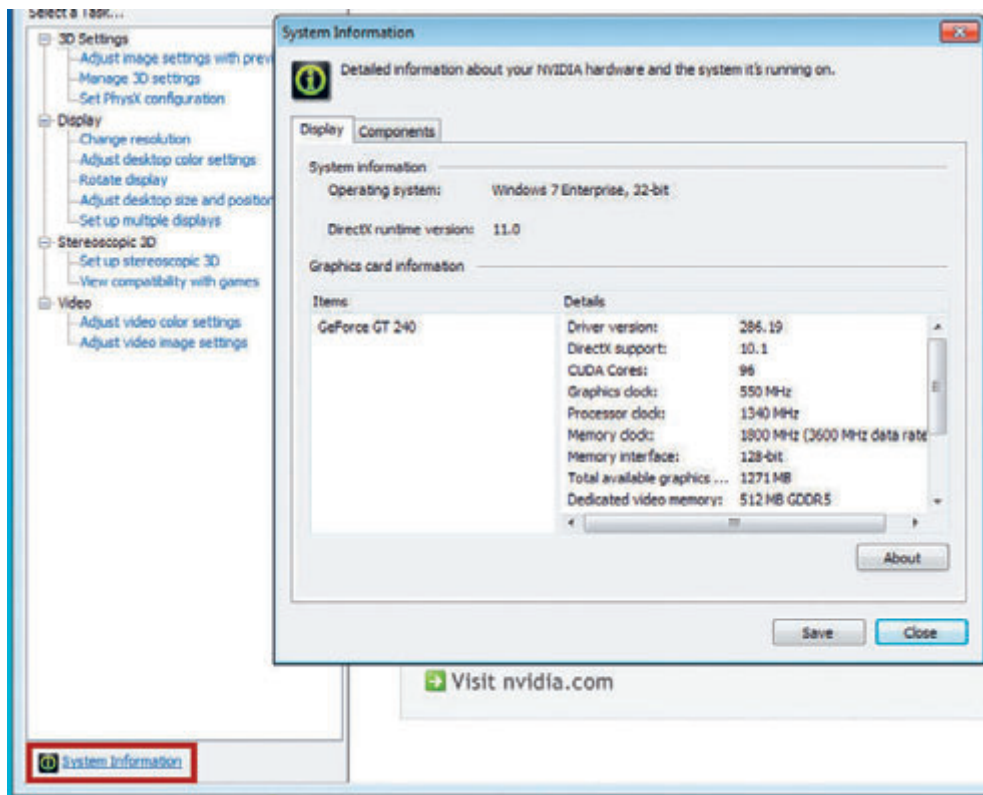 Select a Task...
3D Settings
Adjust image settings with prev
Manage 3D settings
Set PhysX configuration
Display
Change resolution
Adjust desktop color settings
Rotate display
Adjust desktop size and position
Set up multiple displays
Stereoscopic 3D
Set up stereoscopic 3D
View compatibility with games
Video
Adjust video color settings
Adjust video image settings
System Information
System Information
Detailed information about your NVIDIA hardware and the system it's running on.
Display Components
System information
Operating system: Windows 7 Enterprise, 32-bit
DirectX runtime version: 11.0
Graphics card information
Items Details
GeForce GT 240 Driver version: 286.19
DirectX support: 10.1
CUDA Cores: 96
Graphics clock: 550 MHz
Processor clock: 1340 MHz
Memory clock: 1800 MHz (3600 MHz data rate
Memory interface: 128-bit
Total available graphics ... 1271 MB
Dedicated video memory: 512 MB GDDR5
About
Save Close
Visit nvidia.com